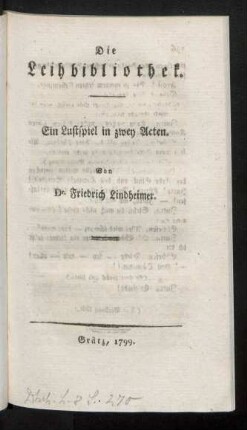 Die
Leihbibliothek.
Ein Lustspiel in zwey Acten.
Von
Dr. Friedrich Lindheimer.
Grätz, 1799.